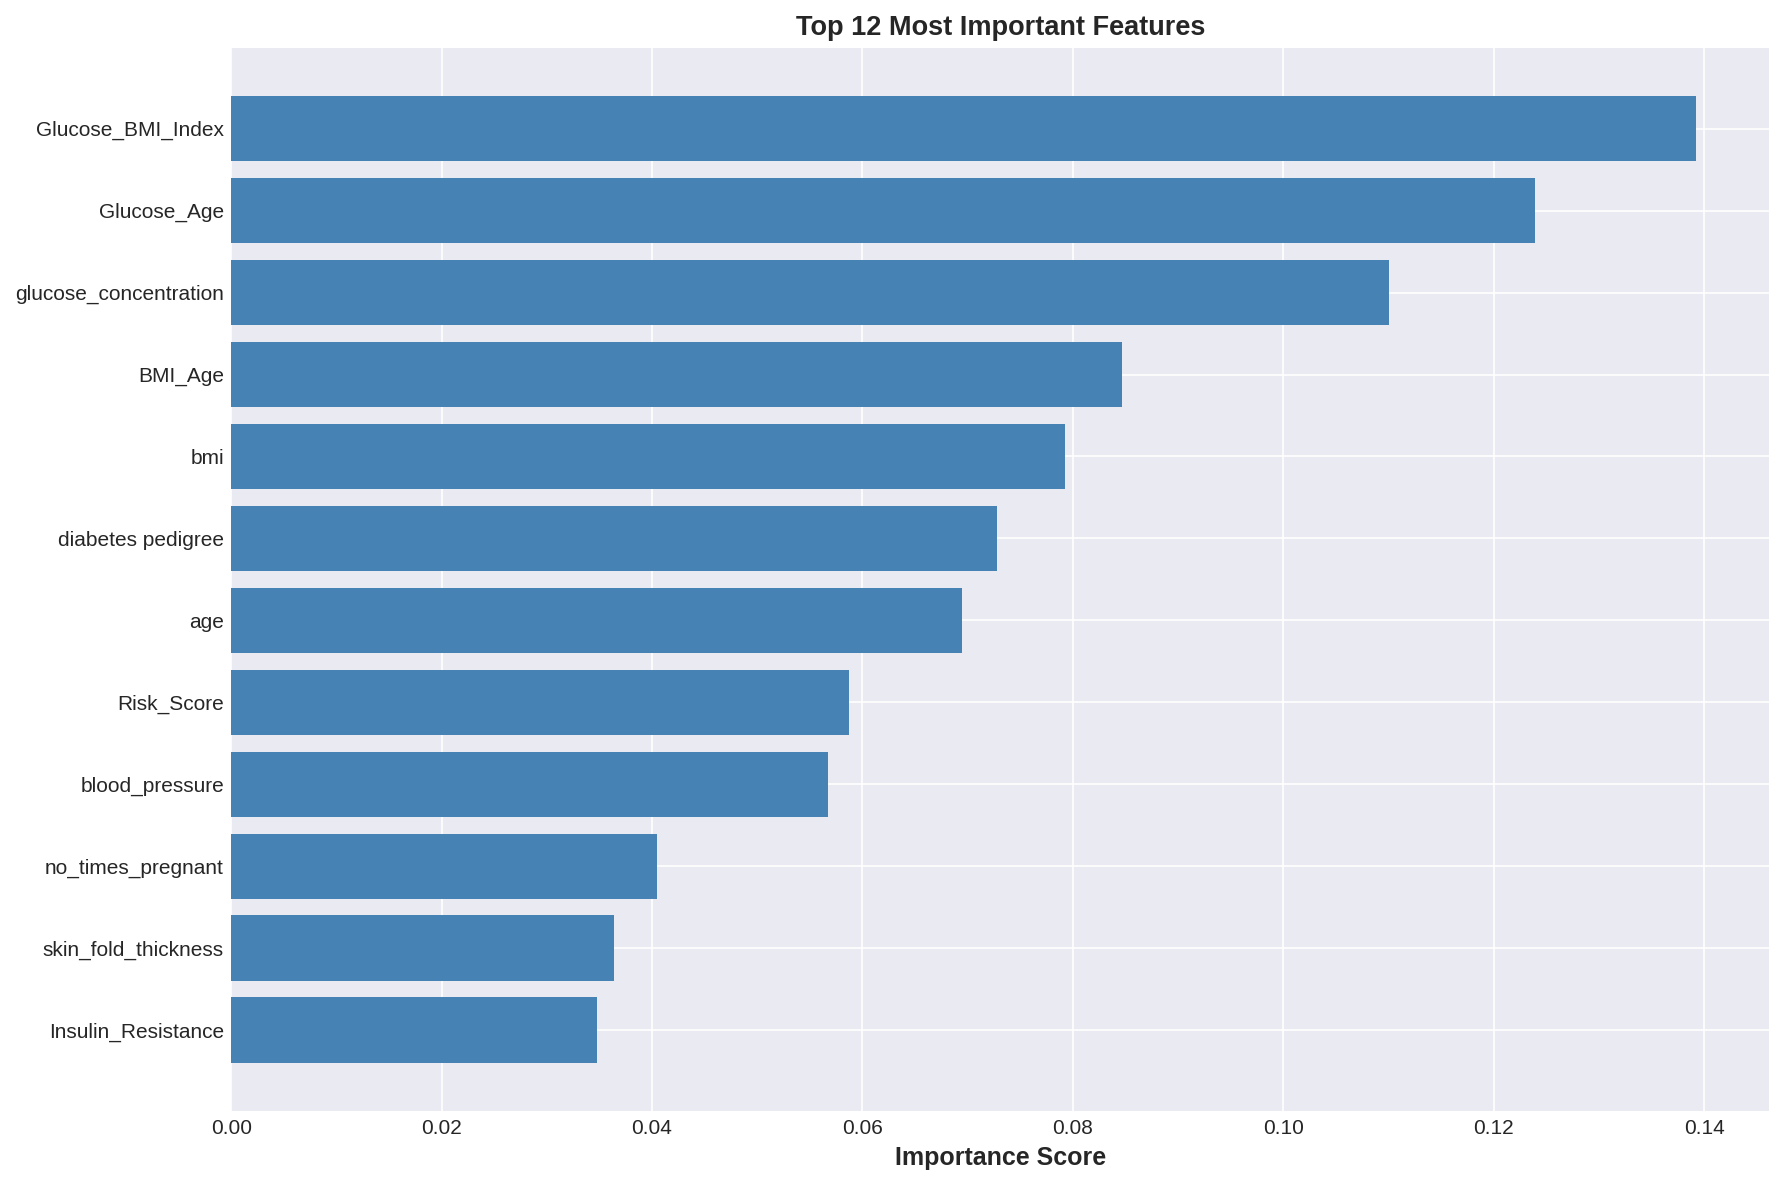 Top 12 Most Important Features
Glucose_BMI_Index
Glucose_Age
glucose_concentration
BMI_Age
bmi
diabetes pedigree
age
Risk_Score
blood_pressure
no_times_pregnant
skin_fold_thickness
Insulin_Resistance
0.00 0.02 0.04 0.06 0.08 0.10 0.12 0.14
Importance Score